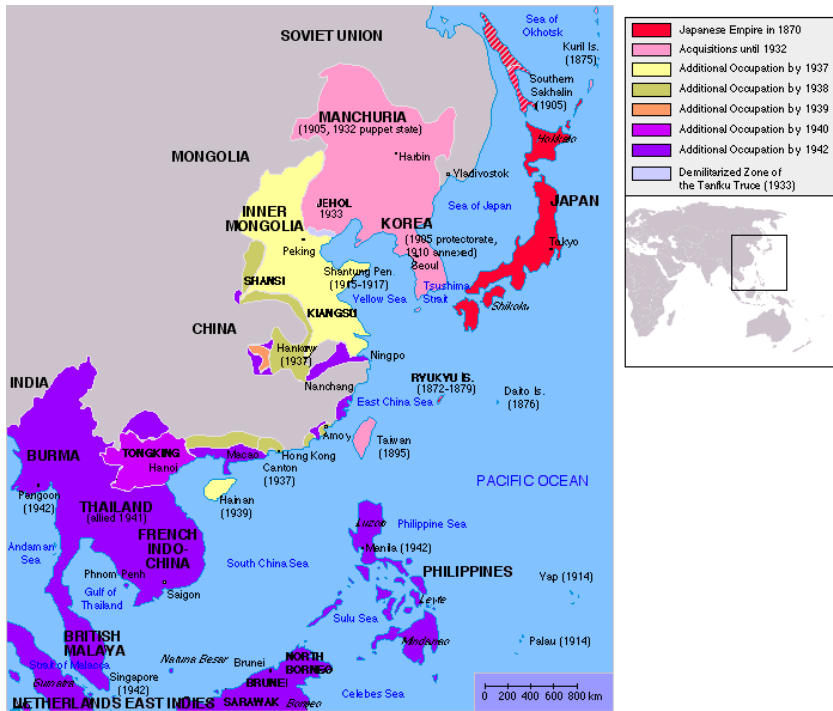 SOVIET UNION
Sea of
Okhotsk
Kuril Is.
(1875)
Southern
Sakhalin
(1905)
MANCHURIA
(1905, 1932 puppet state)
Harbin
Hokkaido
MONGOLIA
Vladivostok
JEHOL
1933
Sea of Japan
JAPAN
INNER
MONGOLIA
KOREA
(1905 protectorate,
1910 annexed)
Peking
Seoul
Tokyo
SHANSI
Shantung Pen.
(1915-1917)
Yellow Sea
Tsushima
Strait
Shikoku
KIANGSU
CHINA
Hankow
(1937)
Ningpo
Nanchang
INDIA
RYUKYU IS.
(1872-1879)
Daito Is.
(1876)
East China Sea
Amoy
Taiwan
(1895)
BURMA
TONGKING
Hanoi
Macao
Hong Kong
Canton
(1937)
PACIFIC OCEAN
Rangoon
(1942)
THAILAND
(allied 1941)
Hainan
(1939)
Luzon
Philippine Sea
FRENCH
INDO-
CHINA
Andaman
Sea
Manila (1942)
South China Sea
Phnom Penh
PHILIPPINES
Yap (1914)
Gulf of
Thailand
Saigon
Leyte
Sulu Sea
BRITISH
MALAYA
Mindanao
Palau (1914)
Strait of Malacca
Natuna Besar
Brunei
NORTH
BORNEO
Singapore
(1942)
Sumatra
BRUNEI
Celebes Sea
NETHERLANDS EAST INDIES
SARAWAK
Borneo
0 200 400 600 800 km
Japanese Empire in 1870
Acquisitions until 1932
Additional Occupation by 1937
Additional Occupation by 1938
Additional Occupation by 1939
Additional Occupation by 1940
Additional Occupation by 1942
Demilitarized Zone of
the Tanfku Truce (1933)